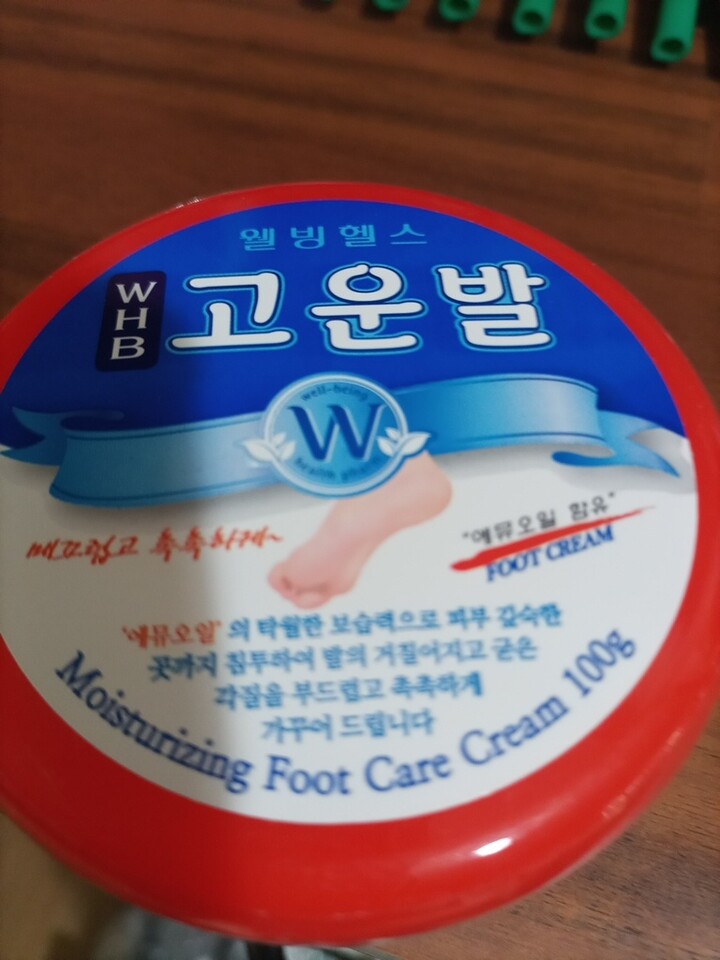 웰빙헬스
WHB
고운발
well-being
W
health pharm
매끄럽고 촉촉하게~
"에뮤오일 함유"
FOOT CREAM
'에뮤오일'의 탁월한 보습력으로 피부 깊숙한
곳까지 침투하여 발의 거칠어지고 굳은
각질을 부드럽고 촉촉하게
가꾸어 드립니다
Moisturizing Foot Care Cream 100g